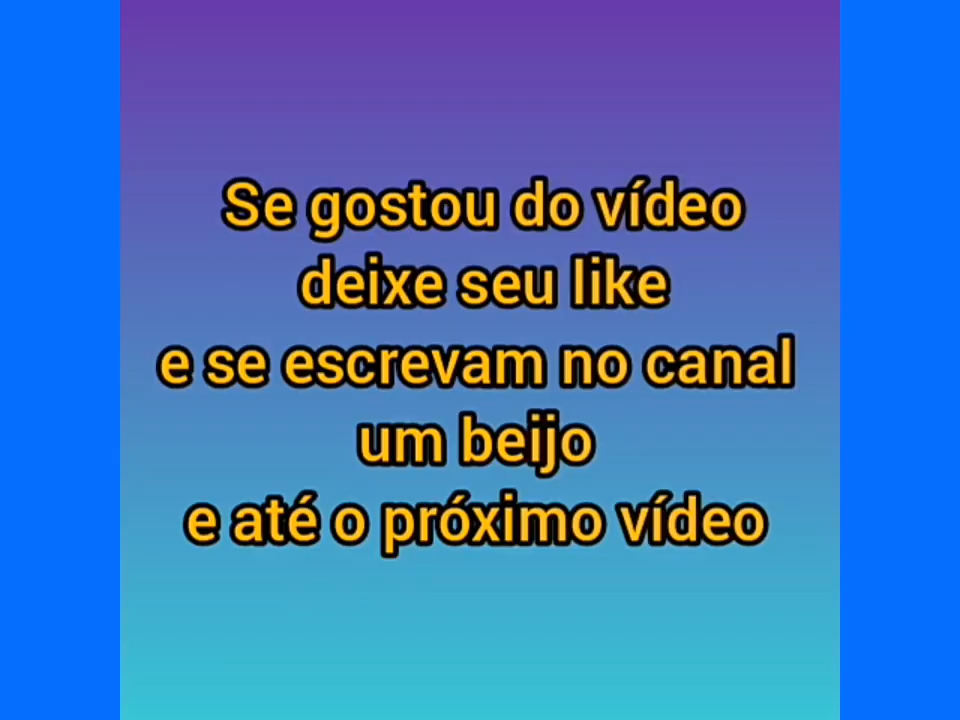 Se gostou do vídeo
deixe seu like
e se escrevam no canal
um beijo
e até o próximo vídeo